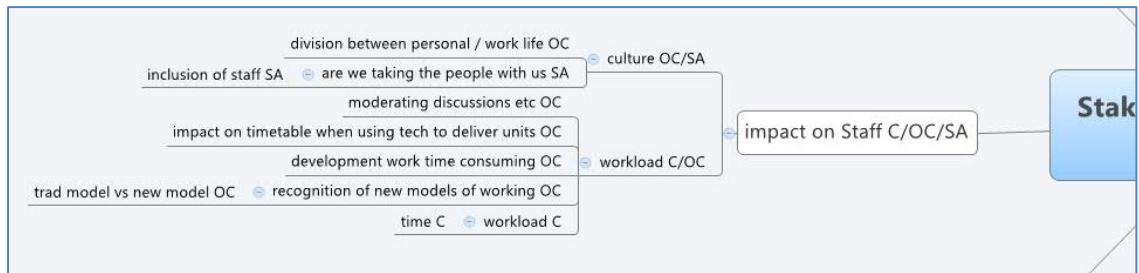 division between personal / work life OC
culture OC/SA
inclusion of staff SA
are we taking the people with us SA
moderating discussions etc OC
impact on timetable when using tech to deliver units OC
development work time consuming OC
workload C/OC
trad model vs new model OC
recognition of new models of working OC
time C
workload C
impact on Staff C/OC/SA
Stak